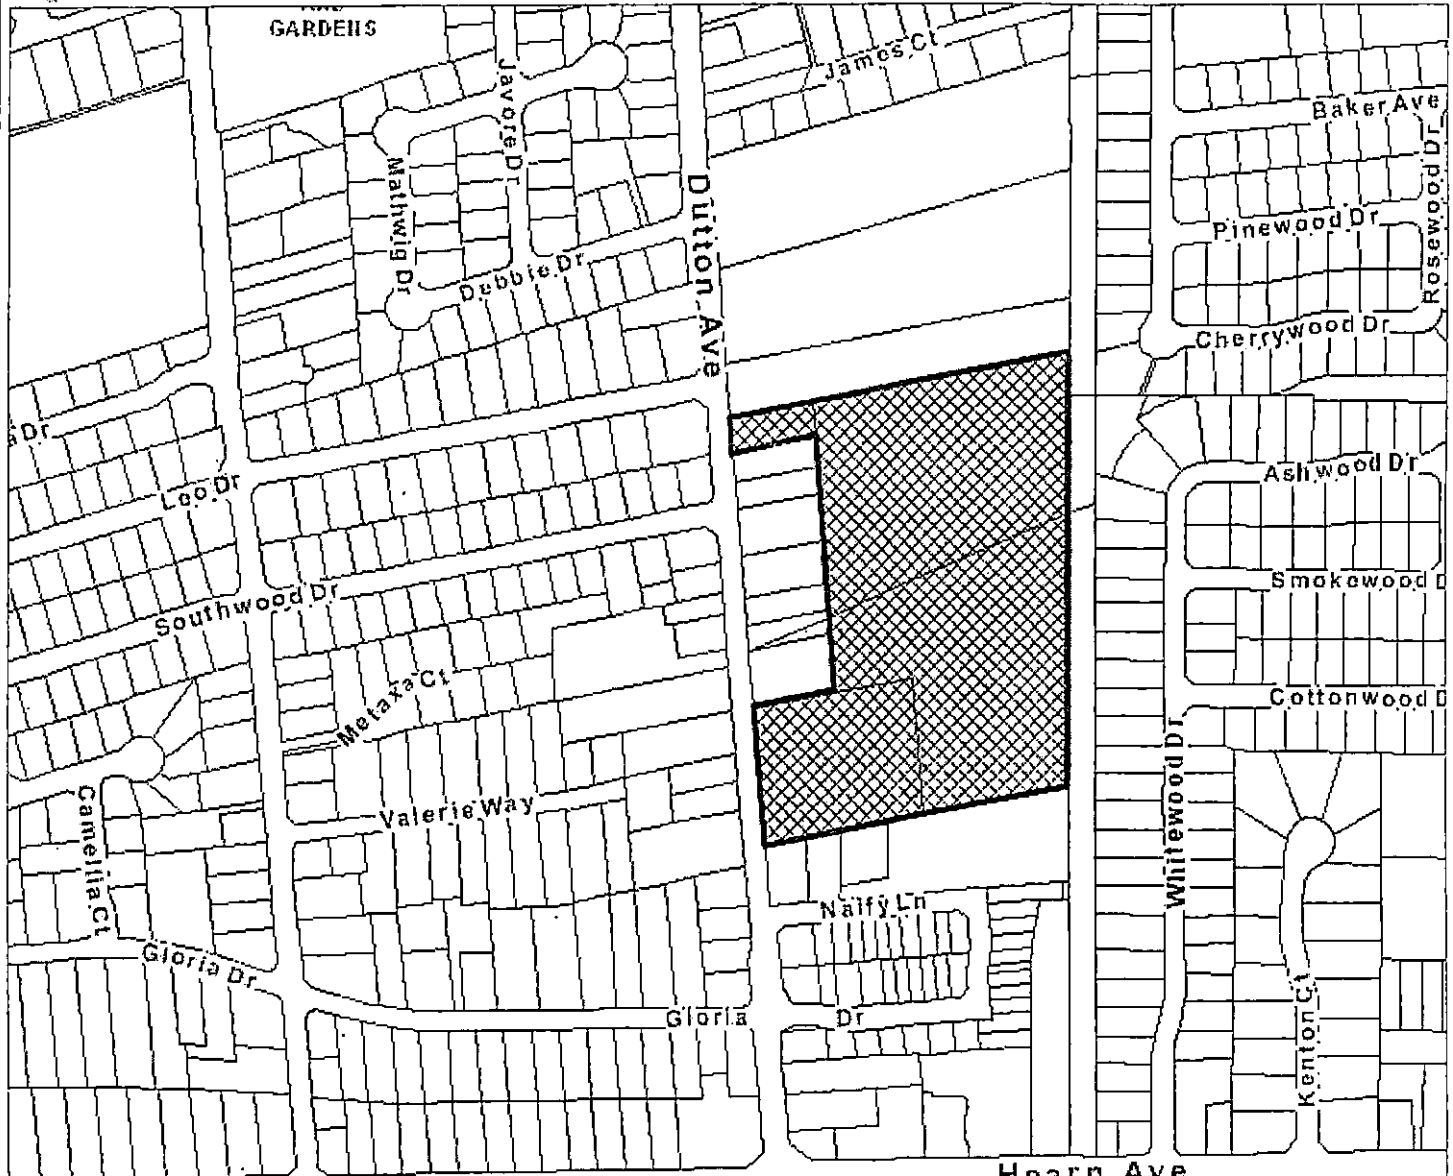 GARDENS
James Ct
Javore Dr
Baker Ave
Rosewood Dr
Mathwig Dr
Dutton Ave
Pinewood Dr
Debbie Dr
Cherrywood Dr
Dr
Leo Dr
Ashwood Dr
Southwood Dr
Smokewood D
Metaxa Ct
Cottonwood D
Whitewood Dr
Camellia Ct
Valerie Way
Naify Ln
Gloria Dr
Gloria Dr
Kenton Ct
Hearn Ave